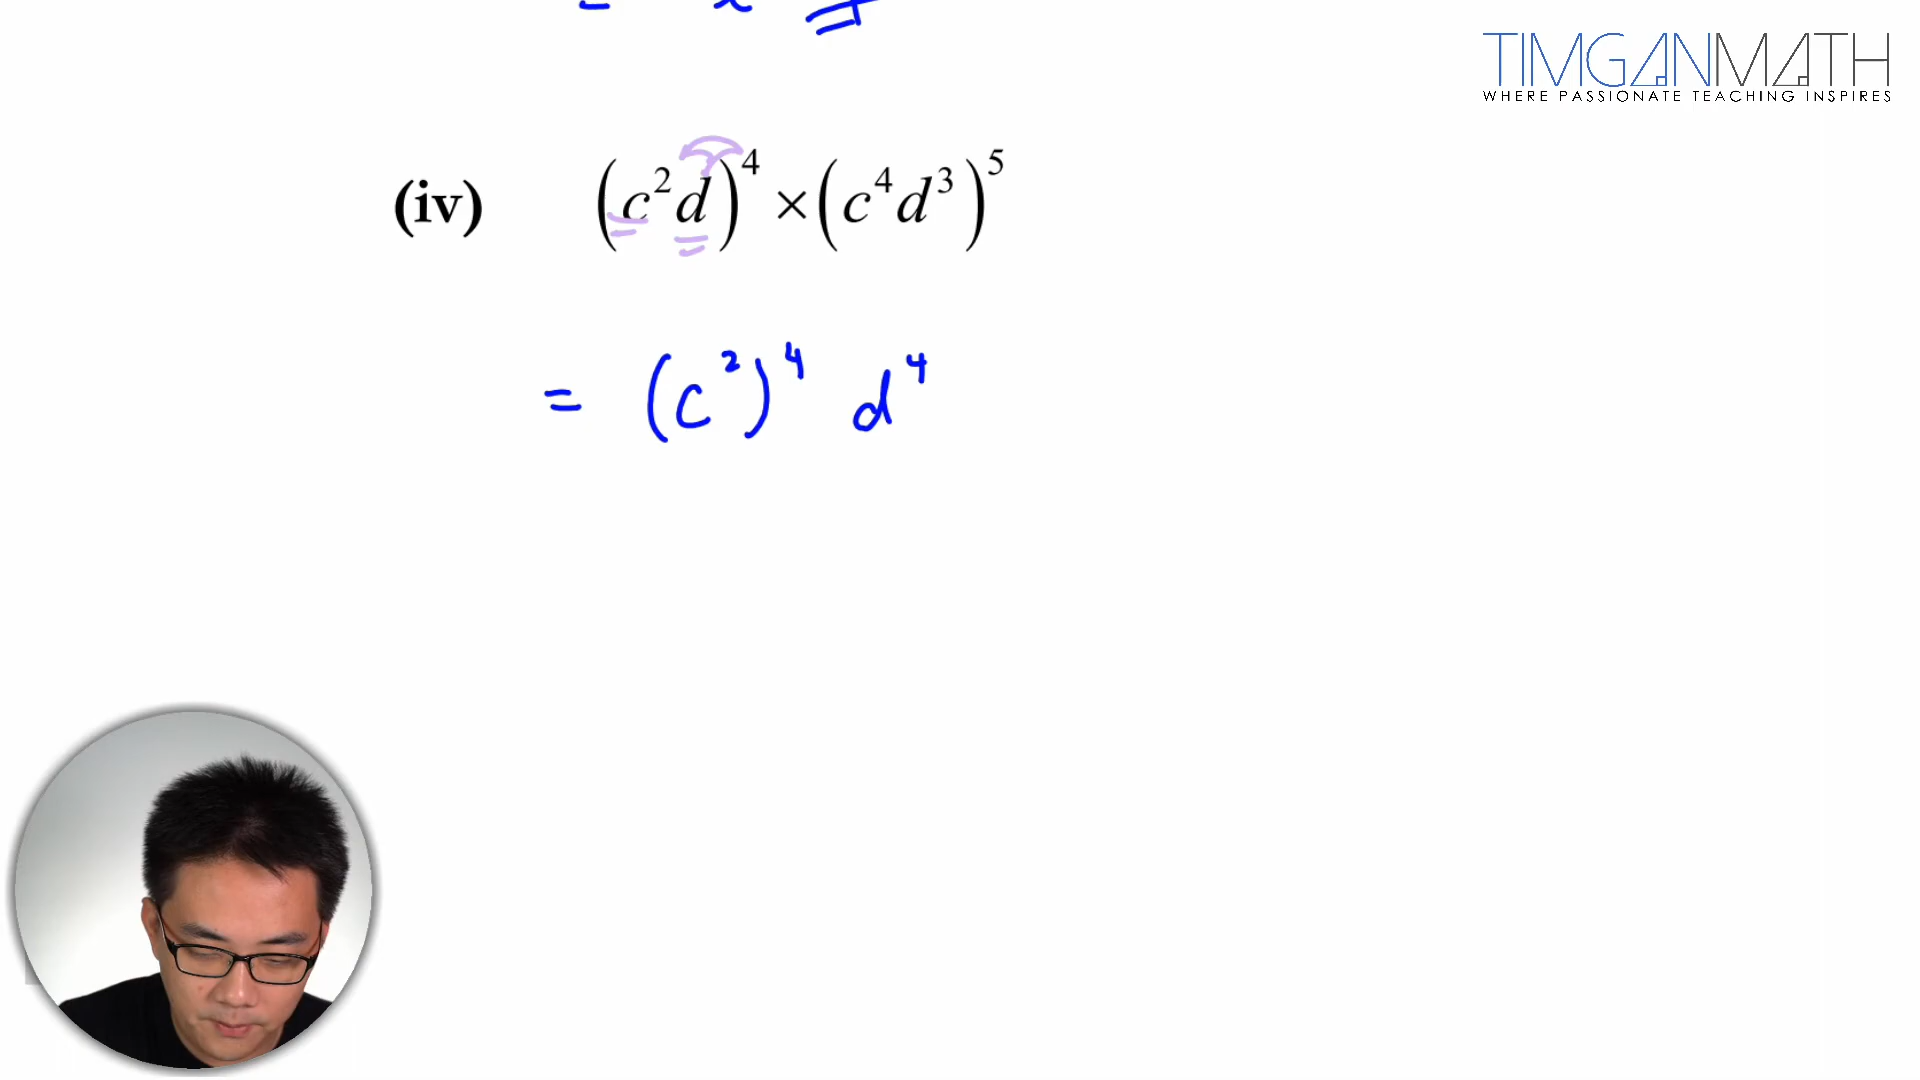 TIMGANMATH
WHERE PASSIONATE TEACHING INSPIRES
(iv) (c²d)⁴ × (c⁴d³)⁵
= (c²)⁴ d⁴